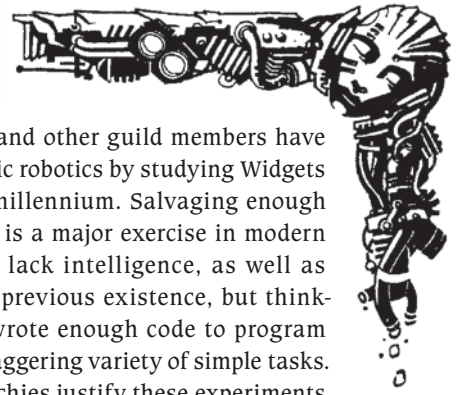 and other guild members have
ic robotics by studying Widgets
millennium. Salvaging enough
is a major exercise in modern
lack intelligence, as well as
previous existence, but think-
wrote enough code to program
aggering variety of simple tasks.
chies justify these experiments